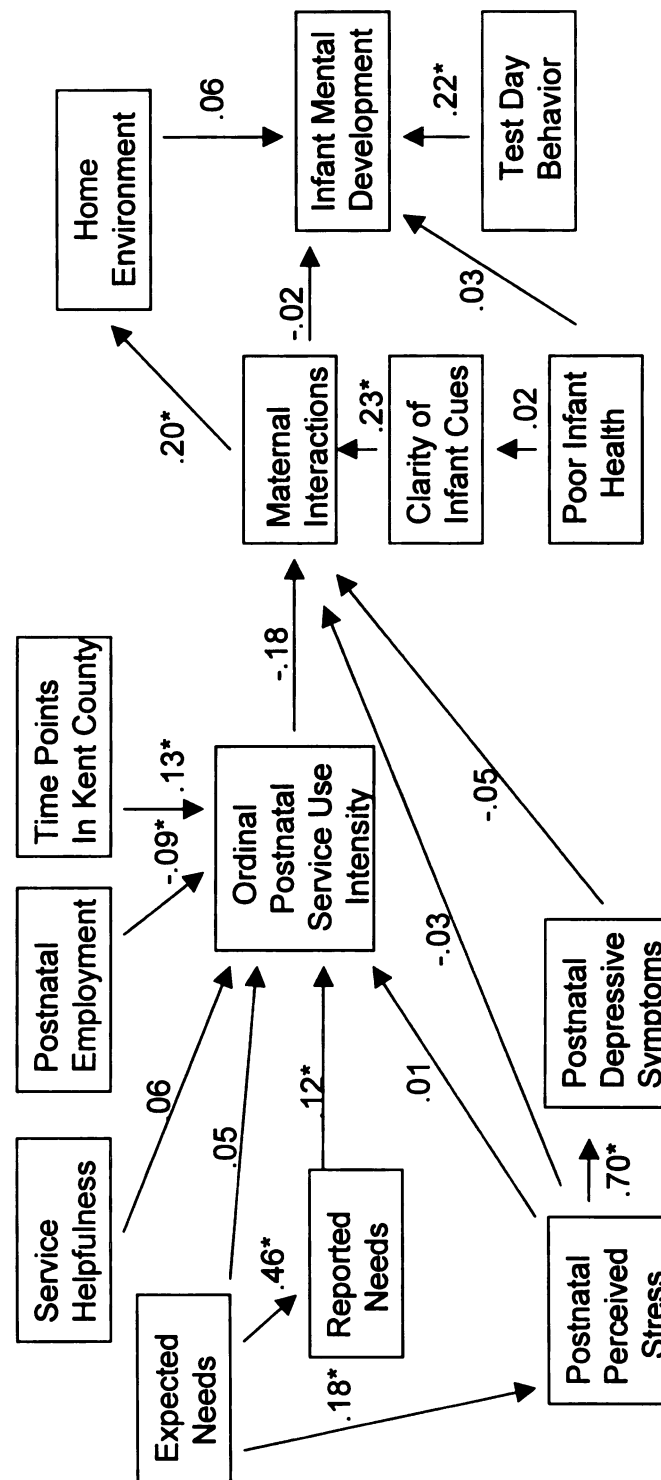 Service
Helpfulness
Postnatal
Employment
Time Points
In Kent County
Home
Environment
.06
-.09*
.13*
.20*
.06
Expected
Needs
.05
Ordinal
Postnatal
Service Use
Intensity
-.18
Maternal
Interactions
-.02
Infant Mental
Development
.46*
.12*
.23*
.22*
Reported
Needs
.18*
.01
-.03
-.05
Clarity of
Infant Cues
.03
Test Day
Behavior
.02
Poor Infant
Health
Postnatal
Perceived
Stress
.70*
Postnatal
Depressive
Symptoms